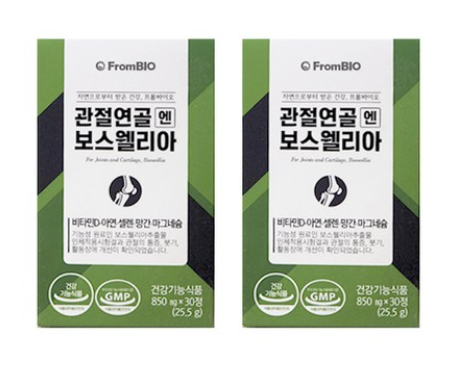 FromBIO
자연으로부터 받은 건강, 프롬바이오
관절연골엔
보스웰리아
For Joints and Cartilage, Boswellia
비타민D·아연·셀렌·망간·마그네슘
기능성 원료인 보스웰리아추출물
인체적용시험결과 관절의 통증, 붓기,
활동장애 개선이 확인되었습니다.
건강
기능식품
GMP
건강기능식품
850 mg × 30정
(25.5 g)
FromBIO
자연으로부터 받은 건강, 프롬바이오
관절연골엔
보스웰리아
For Joints and Cartilage, Boswellia
비타민D·아연·셀렌·망간·마그네슘
기능성 원료인 보스웰리아추출물
인체적용시험결과 관절의 통증, 붓기,
활동장애 개선이 확인되었습니다.
건강
기능식품
GMP
건강기능식품
850 mg × 30정
(25.5 g)